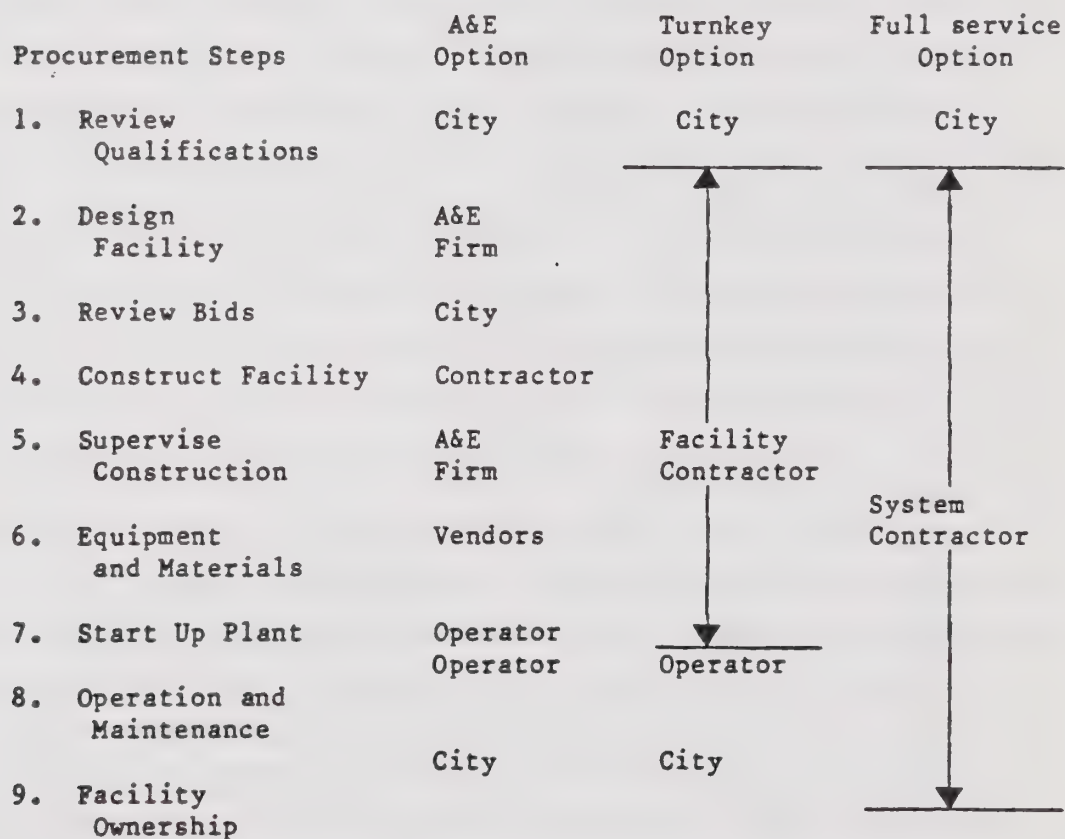 A&E Turnkey Full service
Procurement Steps Option Option Option
1. Review City City City
Qualifications
2. Design A&E
Facility Firm
3. Review Bids City
4. Construct Facility Contractor
5. Supervise A&E Facility
Construction Firm Contractor
System
6. Equipment Vendors Contractor
and Materials
7. Start Up Plant Operator
Operator Operator
8. Operation and
Maintenance
City City
9. Facility
Ownership